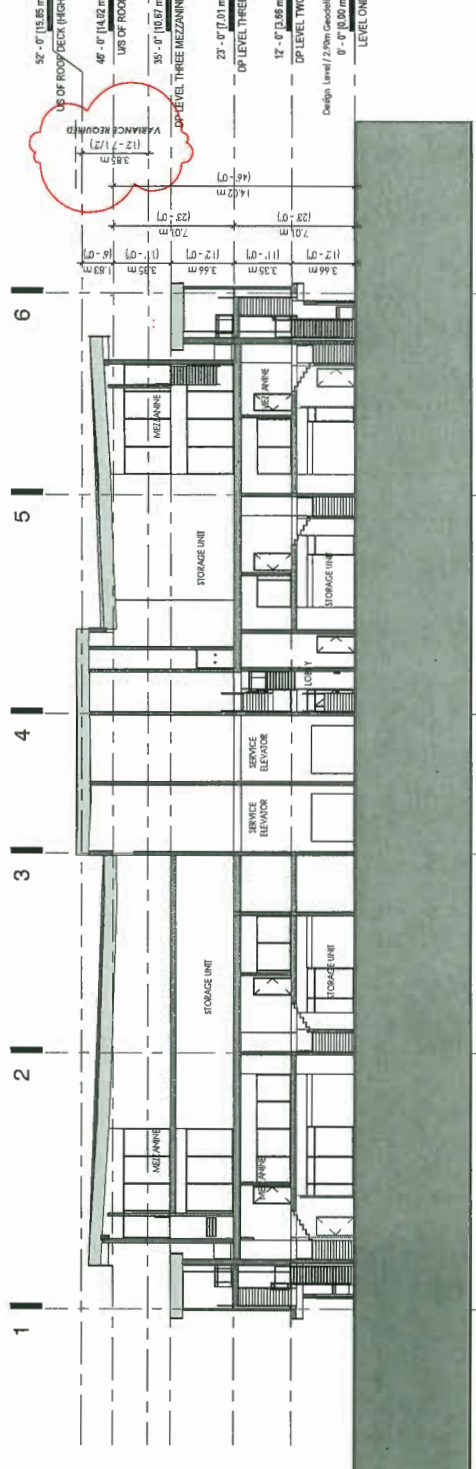 1
2
3
4
5
6
52' - 0" [15.85 m
U/S OF ROOF DECK (HIGH
46' - 0" [14.02 m
U/S OF ROOF
35' - 0" [10.67 m
DP LEVEL THREE MEZZANINE
23' - 0" [7.01 m
DP LEVEL THREE
12' - 0" [3.66 m
DP LEVEL TWO
Design Level / 2.90m Geodetic
0' - 0" [0.00 m
LEVEL ONE
VARIANCE REQUIRED
(12' - 7 1/2")
3.85 m
(46' - 0")
14.02 m
(23' - 0")
7.01 m
(23' - 0")
7.01 m
(6' - 0")
1.83 m
(11' - 0")
3.35 m
(12' - 0")
3.66 m
(11' - 0")
3.35 m
(12' - 0")
3.66 m
MEZZANINE
MEZZANINE
STORAGE UNIT
STORAGE UNIT
MEZZANINE
MEZZANINE
SERVICE
ELEVATOR
SERVICE
ELEVATOR
LOBBY
STORAGE UNIT
STORAGE UNIT